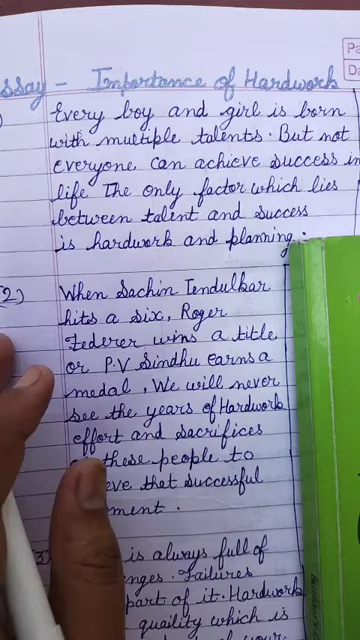 ssay - Importance of Hardwork
Every boy and girl is born
with multiple talents. But not
everyone can achieve success in
life The only factor which lies
between talent and success
is hardwork and planning.
(2) When Sachin Tendulkar
hits a six, Roger
Federer wins a title
or P.V Sindhu earns a
medal, We will never
see the years of Hardwork
effort and sacrifices
these people to
eve that successful
ment.
3) is always full of
nges. Failures
part of it. Hardwork
quaility which is
your